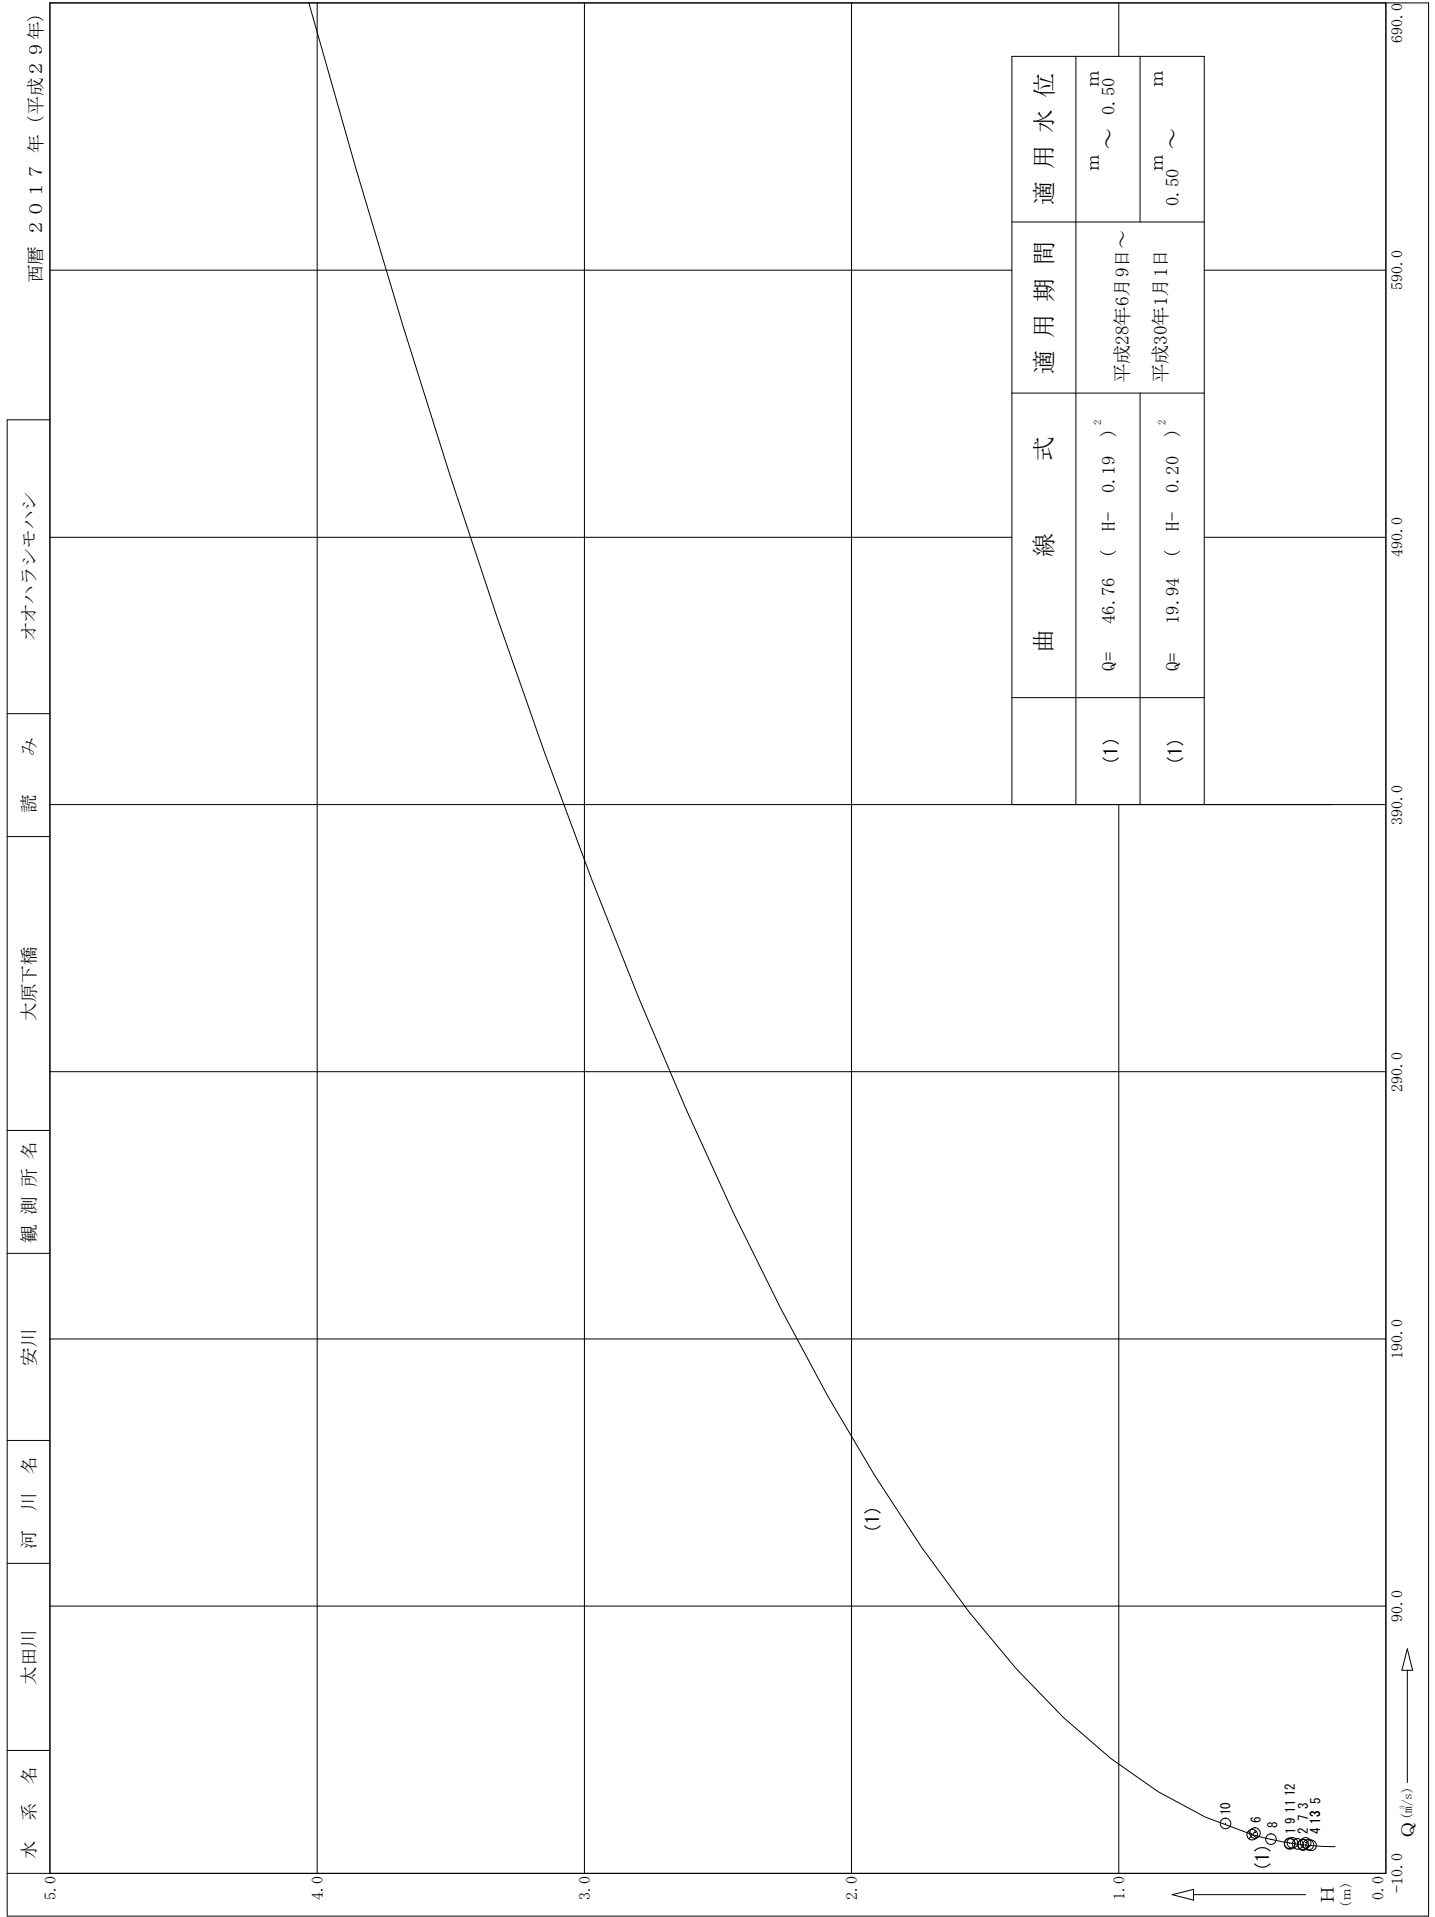 西暦 ２０１７ 年 (平成２９年)
水 系 名 太田川 河 川 名 安川 観 測 所 名 大原下橋 読 み オオハラシモハシ
5.0
4.0
3.0
2.0
1.0
0.0
H
(m)
-10.0
90.0
190.0
290.0
390.0
490.0
590.0
690.0
Q (㎥/s)
(1)
(1)
10
6
8
1 9 11 12
2 7 3
4 13 5
曲 線 式 適 用 期 間 適 用 水 位
(1) Q= 46.76 ( H- 0.19 )² 平成28年6月9日～ m ～ 0.50 m
(1) Q= 19.94 ( H- 0.20 )² 平成30年1月1日 0.50 m ～ m